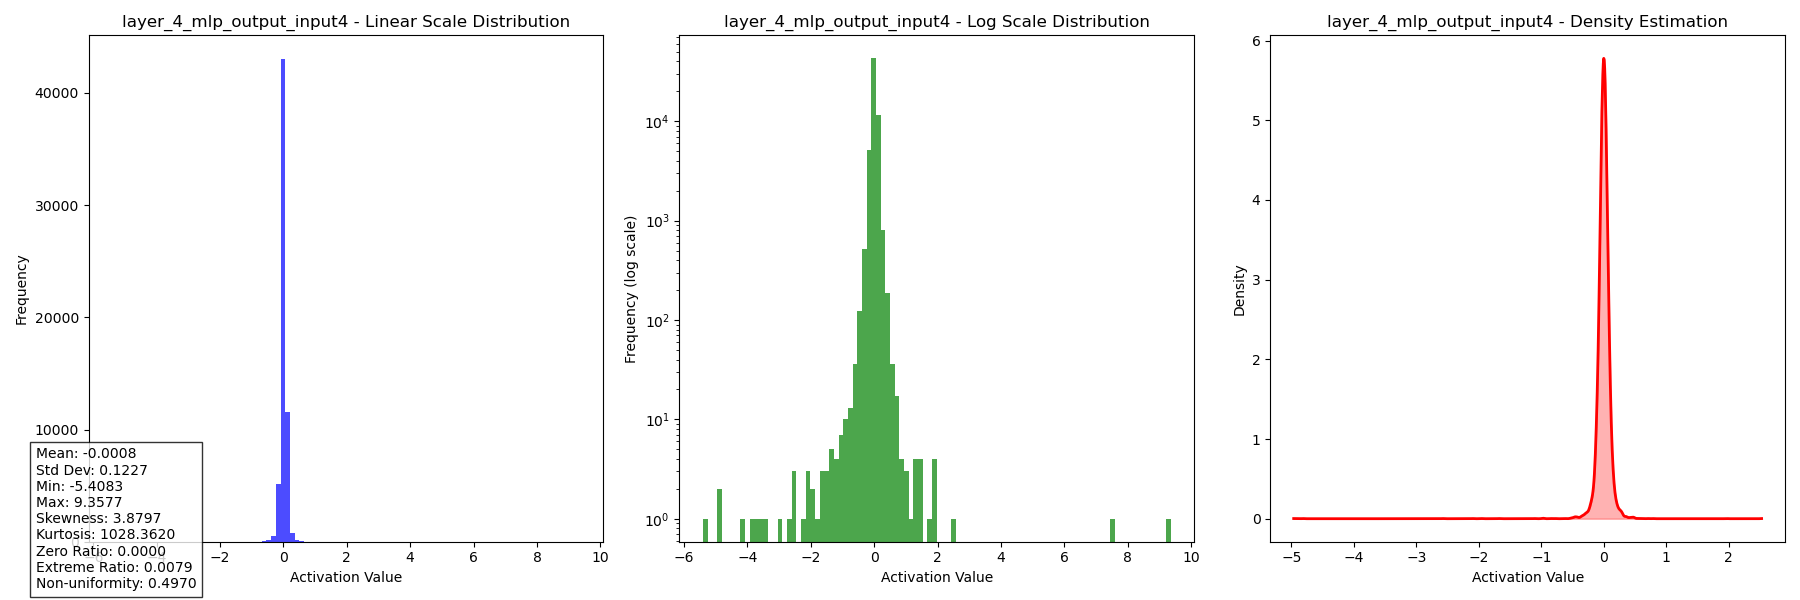 layer_4_mlp_output_input4 - Linear Scale Distribution
40000
30000
20000
10000
Frequency
−2
0
2
4
6
8
10
Activation Value
Mean: -0.0008
Std Dev: 0.1227
Min: -5.4083
Max: 9.3577
Skewness: 3.8797
Kurtosis: 1028.3620
Zero Ratio: 0.0000
Extreme Ratio: 0.0079
Non-uniformity: 0.4970
layer_4_mlp_output_input4 - Log Scale Distribution
10^4
10^3
10^2
10^1
10^0
Frequency (log scale)
−6
−4
−2
0
2
4
6
8
10
Activation Value
layer_4_mlp_output_input4 - Density Estimation
6
5
4
3
2
1
0
Density
−5
−4
−3
−2
−1
0
1
2
Activation Value